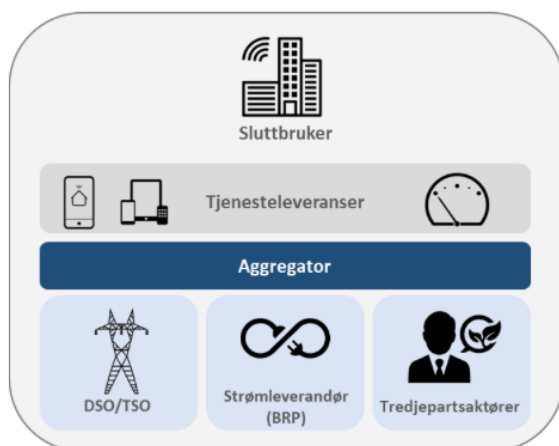 Sluttbruker
Tjenesteleveranser
Aggregator
DSO/TSO
Strømleverandør
(BRP)
Tredjepartsaktører